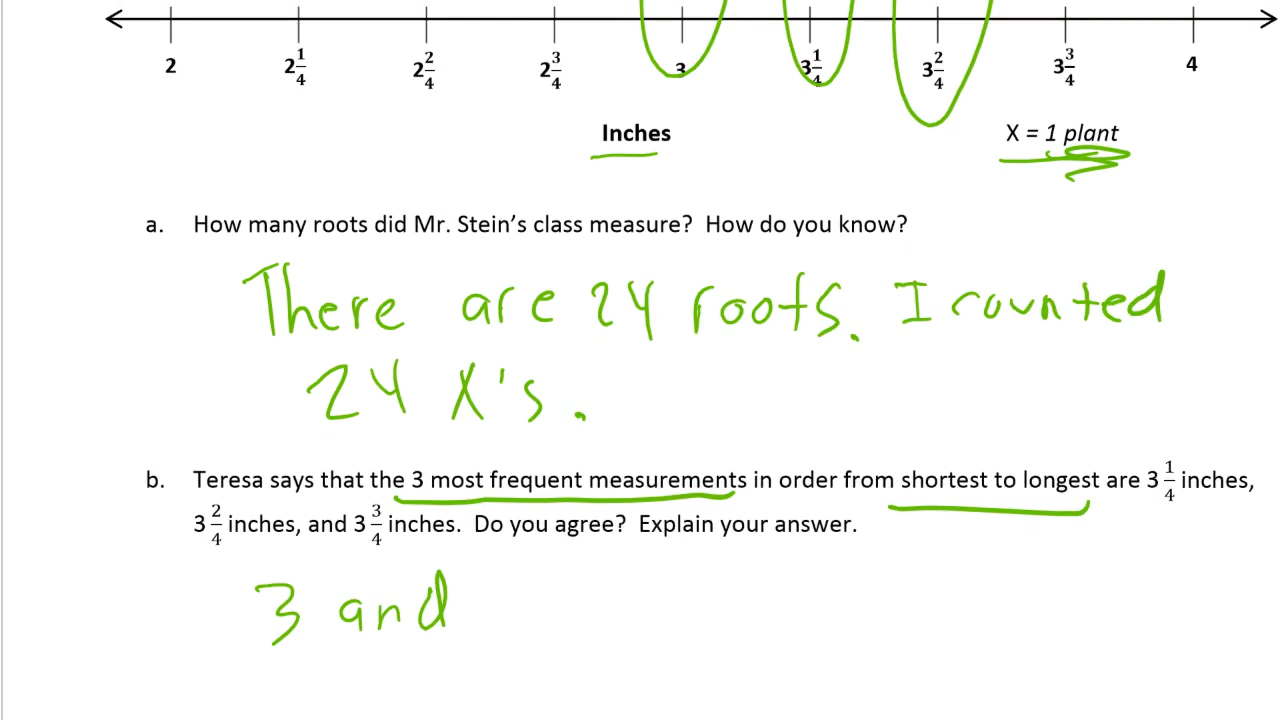 2 2 1/4 2 2/4 2 3/4 3 3 1/4 3 2/4 3 3/4 4
Inches X = 1 plant
a. How many roots did Mr. Stein’s class measure? How do you know?
There are 24 roots. I counted
24 X's.
b. Teresa says that the 3 most frequent measurements in order from shortest to longest are 3 1/4 inches,
3 2/4 inches, and 3 3/4 inches. Do you agree? Explain your answer.
3 and